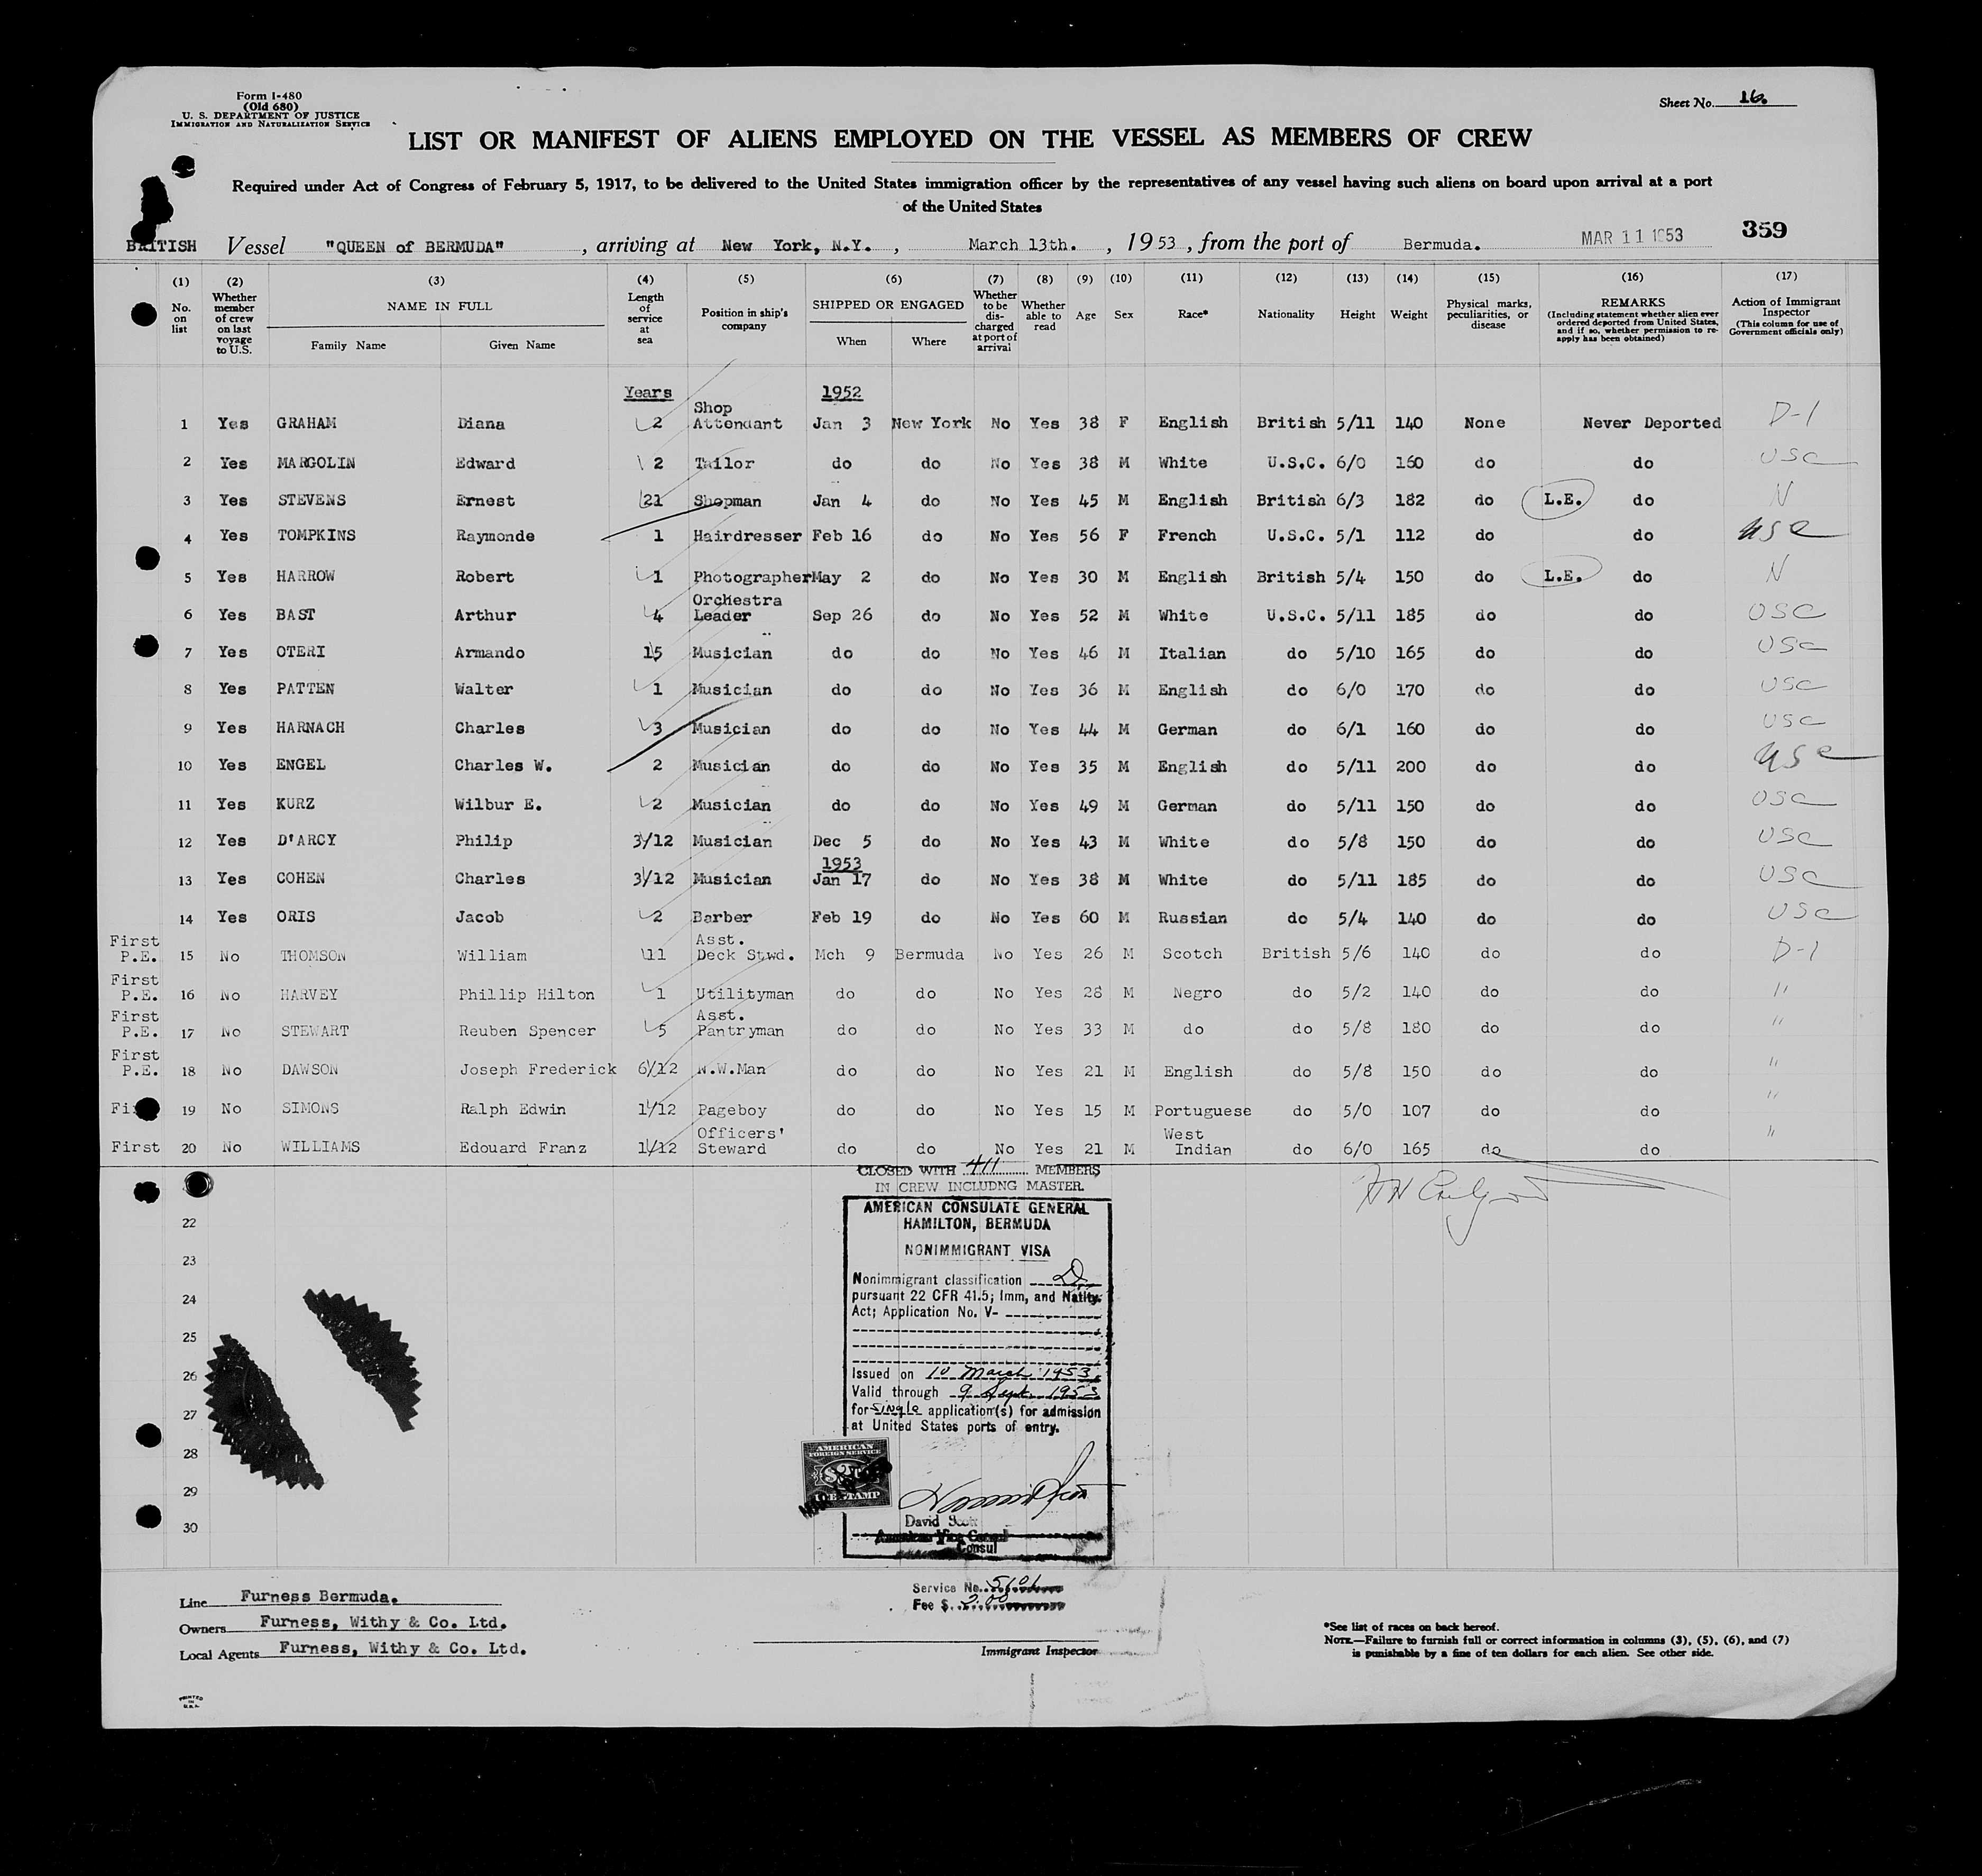 Form I-480
(Old 680)
U. S. DEPARTMENT OF JUSTICE
IMMIGRATION AND NATURALIZATION SERVICE
Sheet No. 16.
LIST OR MANIFEST OF ALIENS EMPLOYED ON THE VESSEL AS MEMBERS OF CREW
Required under Act of Congress of February 5, 1917, to be delivered to the United States immigration officer by the representatives of any vessel having such aliens on board upon arrival at a port
of the United States
BRITISH Vessel "QUEEN of BERMUDA", arriving at New York, N.Y., March 13th., 1953, from the port of Bermuda. MAR 11 1953 359
(1) No. on list
(2) Whether member of crew on last voyage to U.S.
(3) NAME IN FULL Family Name Given Name
(4) Length of service at sea
(5) Position in ship's company
(6) SHIPPED OR ENGAGED When Where
(7) Whether to be discharged at port of arrival
(8) Whether able to read
(9) Age
(10) Sex
(11) Race*
(12) Nationality
(13) Height
(14) Weight
(15) Physical marks, peculiarities, or disease
(16) REMARKS (Including statement whether alien ever ordered deported from United States, and if so, whether permission to re-apply has been obtained)
(17) Action of Immigrant Inspector (This column for use of Government officials only)
Years 1952
1 Yes GRAHAM Diana 2 Shop Attendant Jan 3 New York No Yes 38 F English British 5/11 140 None Never Deported D-1
2 Yes MARGOLIN Edward 2 Tailor do do No Yes 38 M White U.S.C. 6/0 160 do do USC
3 Yes STEVENS Ernest 21 Shopman Jan 4 do No Yes 45 M English British 6/3 182 do L.E. do N
4 Yes TOMPKINS Raymonde 1 Hairdresser Feb 16 do No Yes 56 F French U.S.C. 5/1 112 do do USC
5 Yes HARROW Robert 1 Photographer May 2 do No Yes 30 M English British 5/4 150 do L.E. do N
6 Yes BAST Arthur 4 Orchestra Leader Sep 26 do No Yes 52 M White U.S.C. 5/11 185 do do USC
7 Yes OTERI Armando 15 Musician do do No Yes 46 M Italian do 5/10 165 do do USC
8 Yes PATTEN Walter 1 Musician do do No Yes 36 M English do 6/0 170 do do USC
9 Yes HARNACH Charles 3 Musician do do No Yes 44 M German do 6/1 160 do do USC
10 Yes ENGEL Charles W. 2 Musician do do No Yes 35 M English do 5/11 200 do do USC
11 Yes KURZ Wilbur E. 2 Musician do do No Yes 49 M German do 5/11 150 do do USC
12 Yes D'ARCY Philip 3/12 Musician Dec 5 do No Yes 43 M White do 5/8 150 do do USC
1953
13 Yes COHEN Charles 3/12 Musician Jan 17 do No Yes 38 M White do 5/11 185 do do USC
14 Yes ORIS Jacob 2 Barber Feb 19 do No Yes 60 M Russian do 5/4 140 do do USC
First P.E. 15 No THOMSON William 11 Asst. Deck Stwd. Mch 9 Bermuda No Yes 26 M Scotch British 5/6 140 do do D-1
First P.E. 16 No HARVEY Phillip Hilton 1 Utilityman do do No Yes 28 M Negro do 5/2 140 do do "
First P.E. 17 No STEWART Reuben Spencer 5 Asst. Pantryman do do No Yes 33 M do do 5/8 180 do do "
First P.E. 18 No DAWSON Joseph Frederick 6/12 N.W.Man do do No Yes 21 M English do 5/8 150 do do "
19 No SIMONS Ralph Edwin 1/12 Pageboy do do No Yes 15 M Portuguese do 5/0 107 do do "
First 20 No WILLIAMS Edouard Franz 1/12 Officers' Steward do do No Yes 21 M West Indian do 6/0 165 do do "
CLOSED WITH 411 MEMBERS
IN CREW INCLUDNG MASTER.
AMERICAN CONSULATE GENERAL
HAMILTON, BERMUDA
NONIMMIGRANT VISA
Nonimmigrant classification D
pursuant 22 CFR 41.5; Imm, and Natlty.
Act; Application No. V-
Issued on 10 March 1953
Valid through 9 Sept. 1953
for single application(s) for admission
at United States ports of entry.
AMERICAN
FOREIGN SERVICE
David Scott
American Vice Consul
Consul
22
23
24
25
26
27
28
29
30
Service No. 5101
Fee $ 2.00
Line Furness Bermuda.
Owners Furness, Withy & Co. Ltd.
Local Agents Furness, Withy & Co. Ltd.
Immigrant Inspector
*See list of races on back hereof.
NOTE.—Failure to furnish full or correct information in columns (3), (5), (6), and (7)
is punishable by a fine of ten dollars for each alien. See other side.
PRINTED
IN
U.S.A.